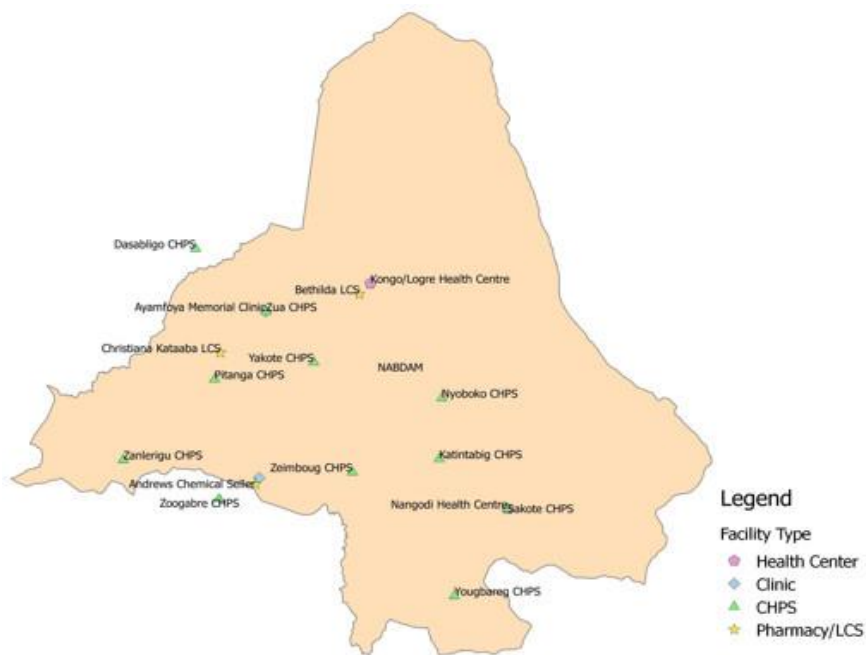 Dasabligo CHPS
Kongo/Logre Health Centre
Bethilda LCS
Ayamfoya Memorial Clinic Zua CHPS
Christiana Kataaba LCS
Yakote CHPS
NABDAM
Pitanga CHPS
Nyoboko CHPS
Zanlerigu CHPS
Katintabig CHPS
Zeimboug CHPS
Andrews Chemical Seller
Zoogabre CHPS
Nangodi Health Centre
Sakote CHPS
Yougbareg CHPS
Legend
Facility Type
Health Center
Clinic
CHPS
Pharmacy/LCS